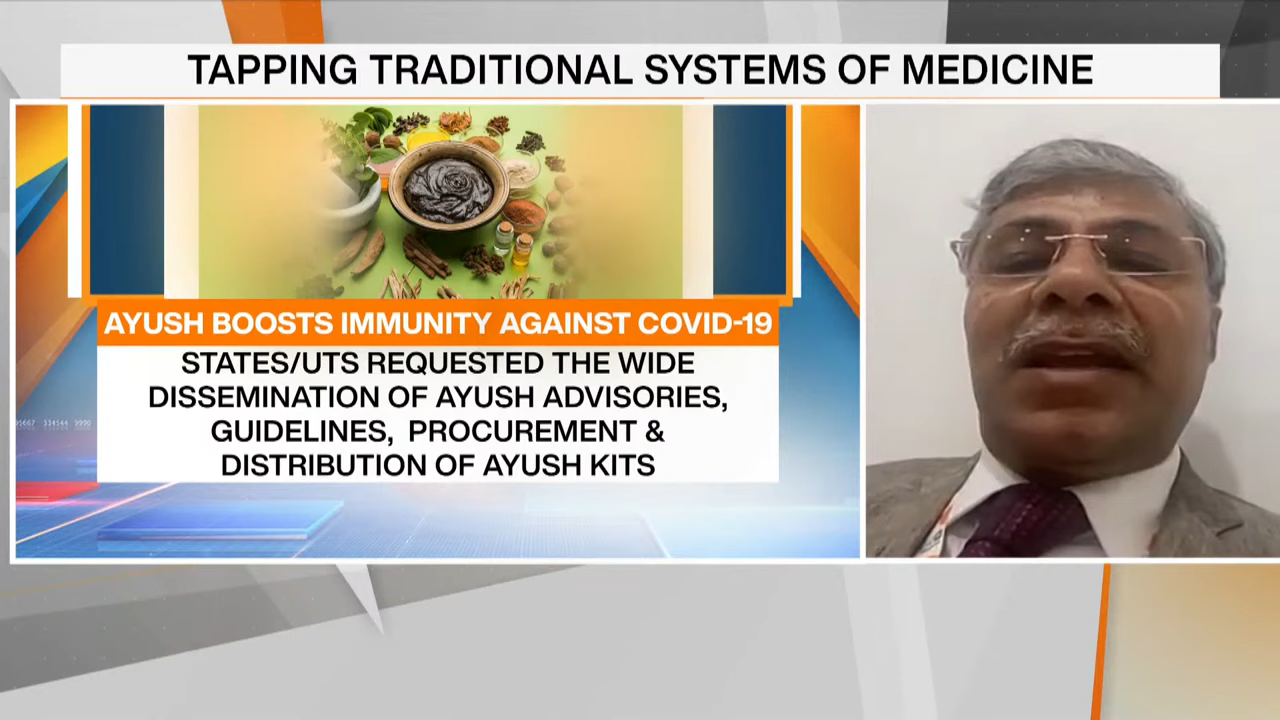 TAPPING TRADITIONAL SYSTEMS OF MEDICINE
AYUSH BOOSTS IMMUNITY AGAINST COVID-19
STATES/UTS REQUESTED THE WIDE
DISSEMINATION OF AYUSH ADVISORIES,
GUIDELINES, PROCUREMENT &
DISTRIBUTION OF AYUSH KITS